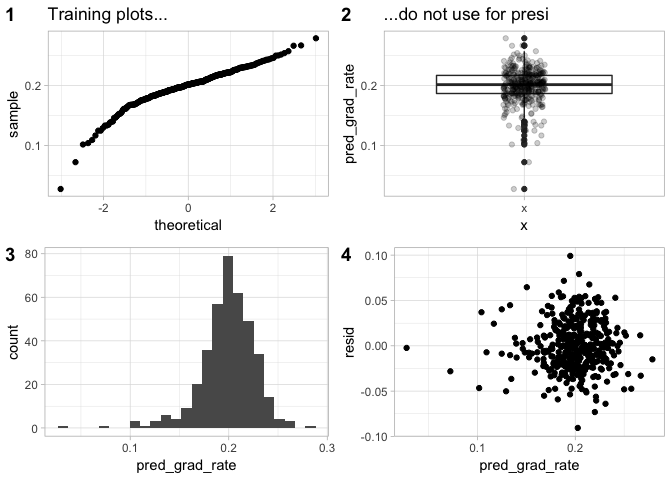 1 Training plots...
sample
0.2
0.1
-2 0 2
theoretical
2 ...do not use for presi
pred_grad_rate
0.2
0.1
x
x
3
count
80
60
40
20
0
0.1 0.2 0.3
pred_grad_rate
4
resid
0.10
0.05
0.00
-0.05
-0.10
0.1 0.2
pred_grad_rate